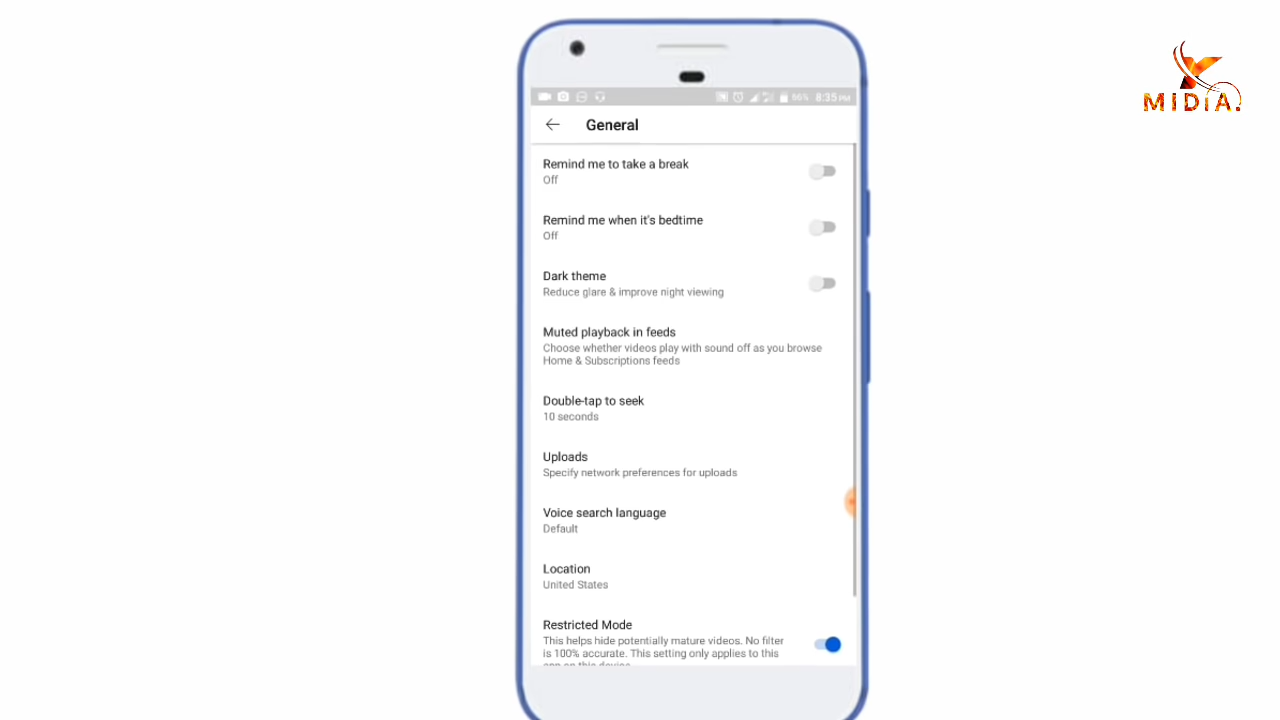 MIDIA.
66% 8:35 PM
General
Remind me to take a break
Off
Remind me when it's bedtime
Off
Dark theme
Reduce glare & improve night viewing
Muted playback in feeds
Choose whether videos play with sound off as you browse
Home & Subscriptions feeds
Double-tap to seek
10 seconds
Uploads
Specify network preferences for uploads
Voice search language
Default
Location
United States
Restricted Mode
This helps hide potentially mature videos. No filter
is 100% accurate. This setting only applies to this
app on this device.